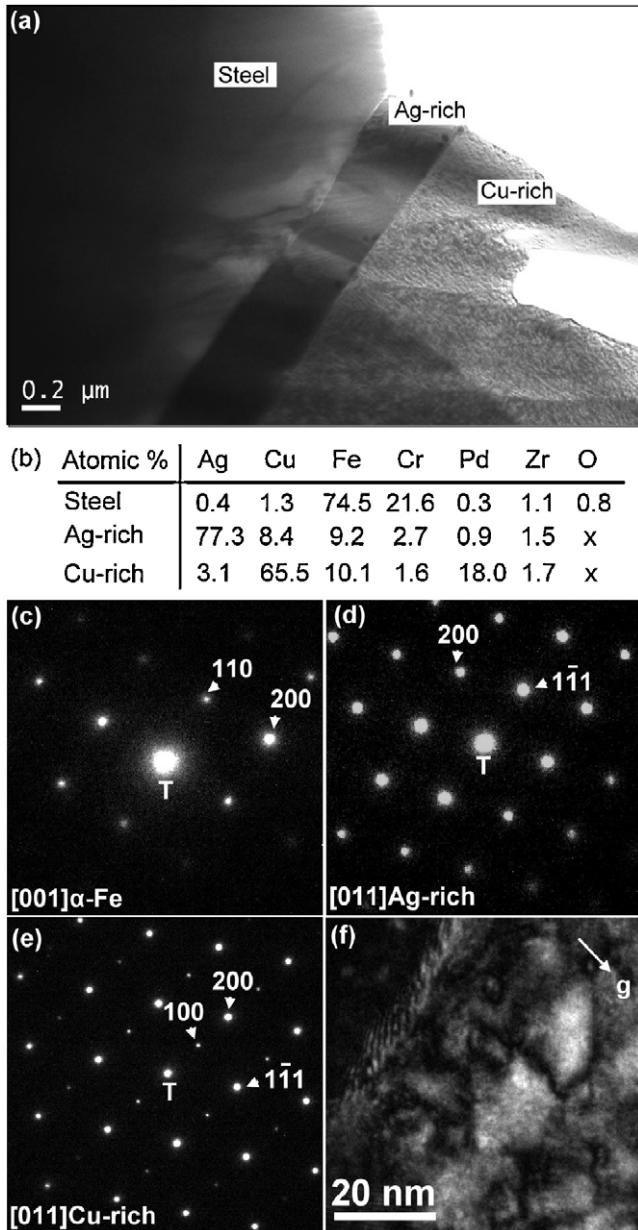 (a)
Steel
Ag-rich
Cu-rich
0.2 μm
(b) Atomic % Ag Cu Fe Cr Pd Zr O
Steel 0.4 1.3 74.5 21.6 0.3 1.1 0.8
Ag-rich 77.3 8.4 9.2 2.7 0.9 1.5 x
Cu-rich 3.1 65.5 10.1 1.6 18.0 1.7 x
(c)
110
200
T
[001]α-Fe
(d)
200
11̄1
T
[011]Ag-rich
(e)
200
100
11̄1
T
[011]Cu-rich
(f)
g
20 nm